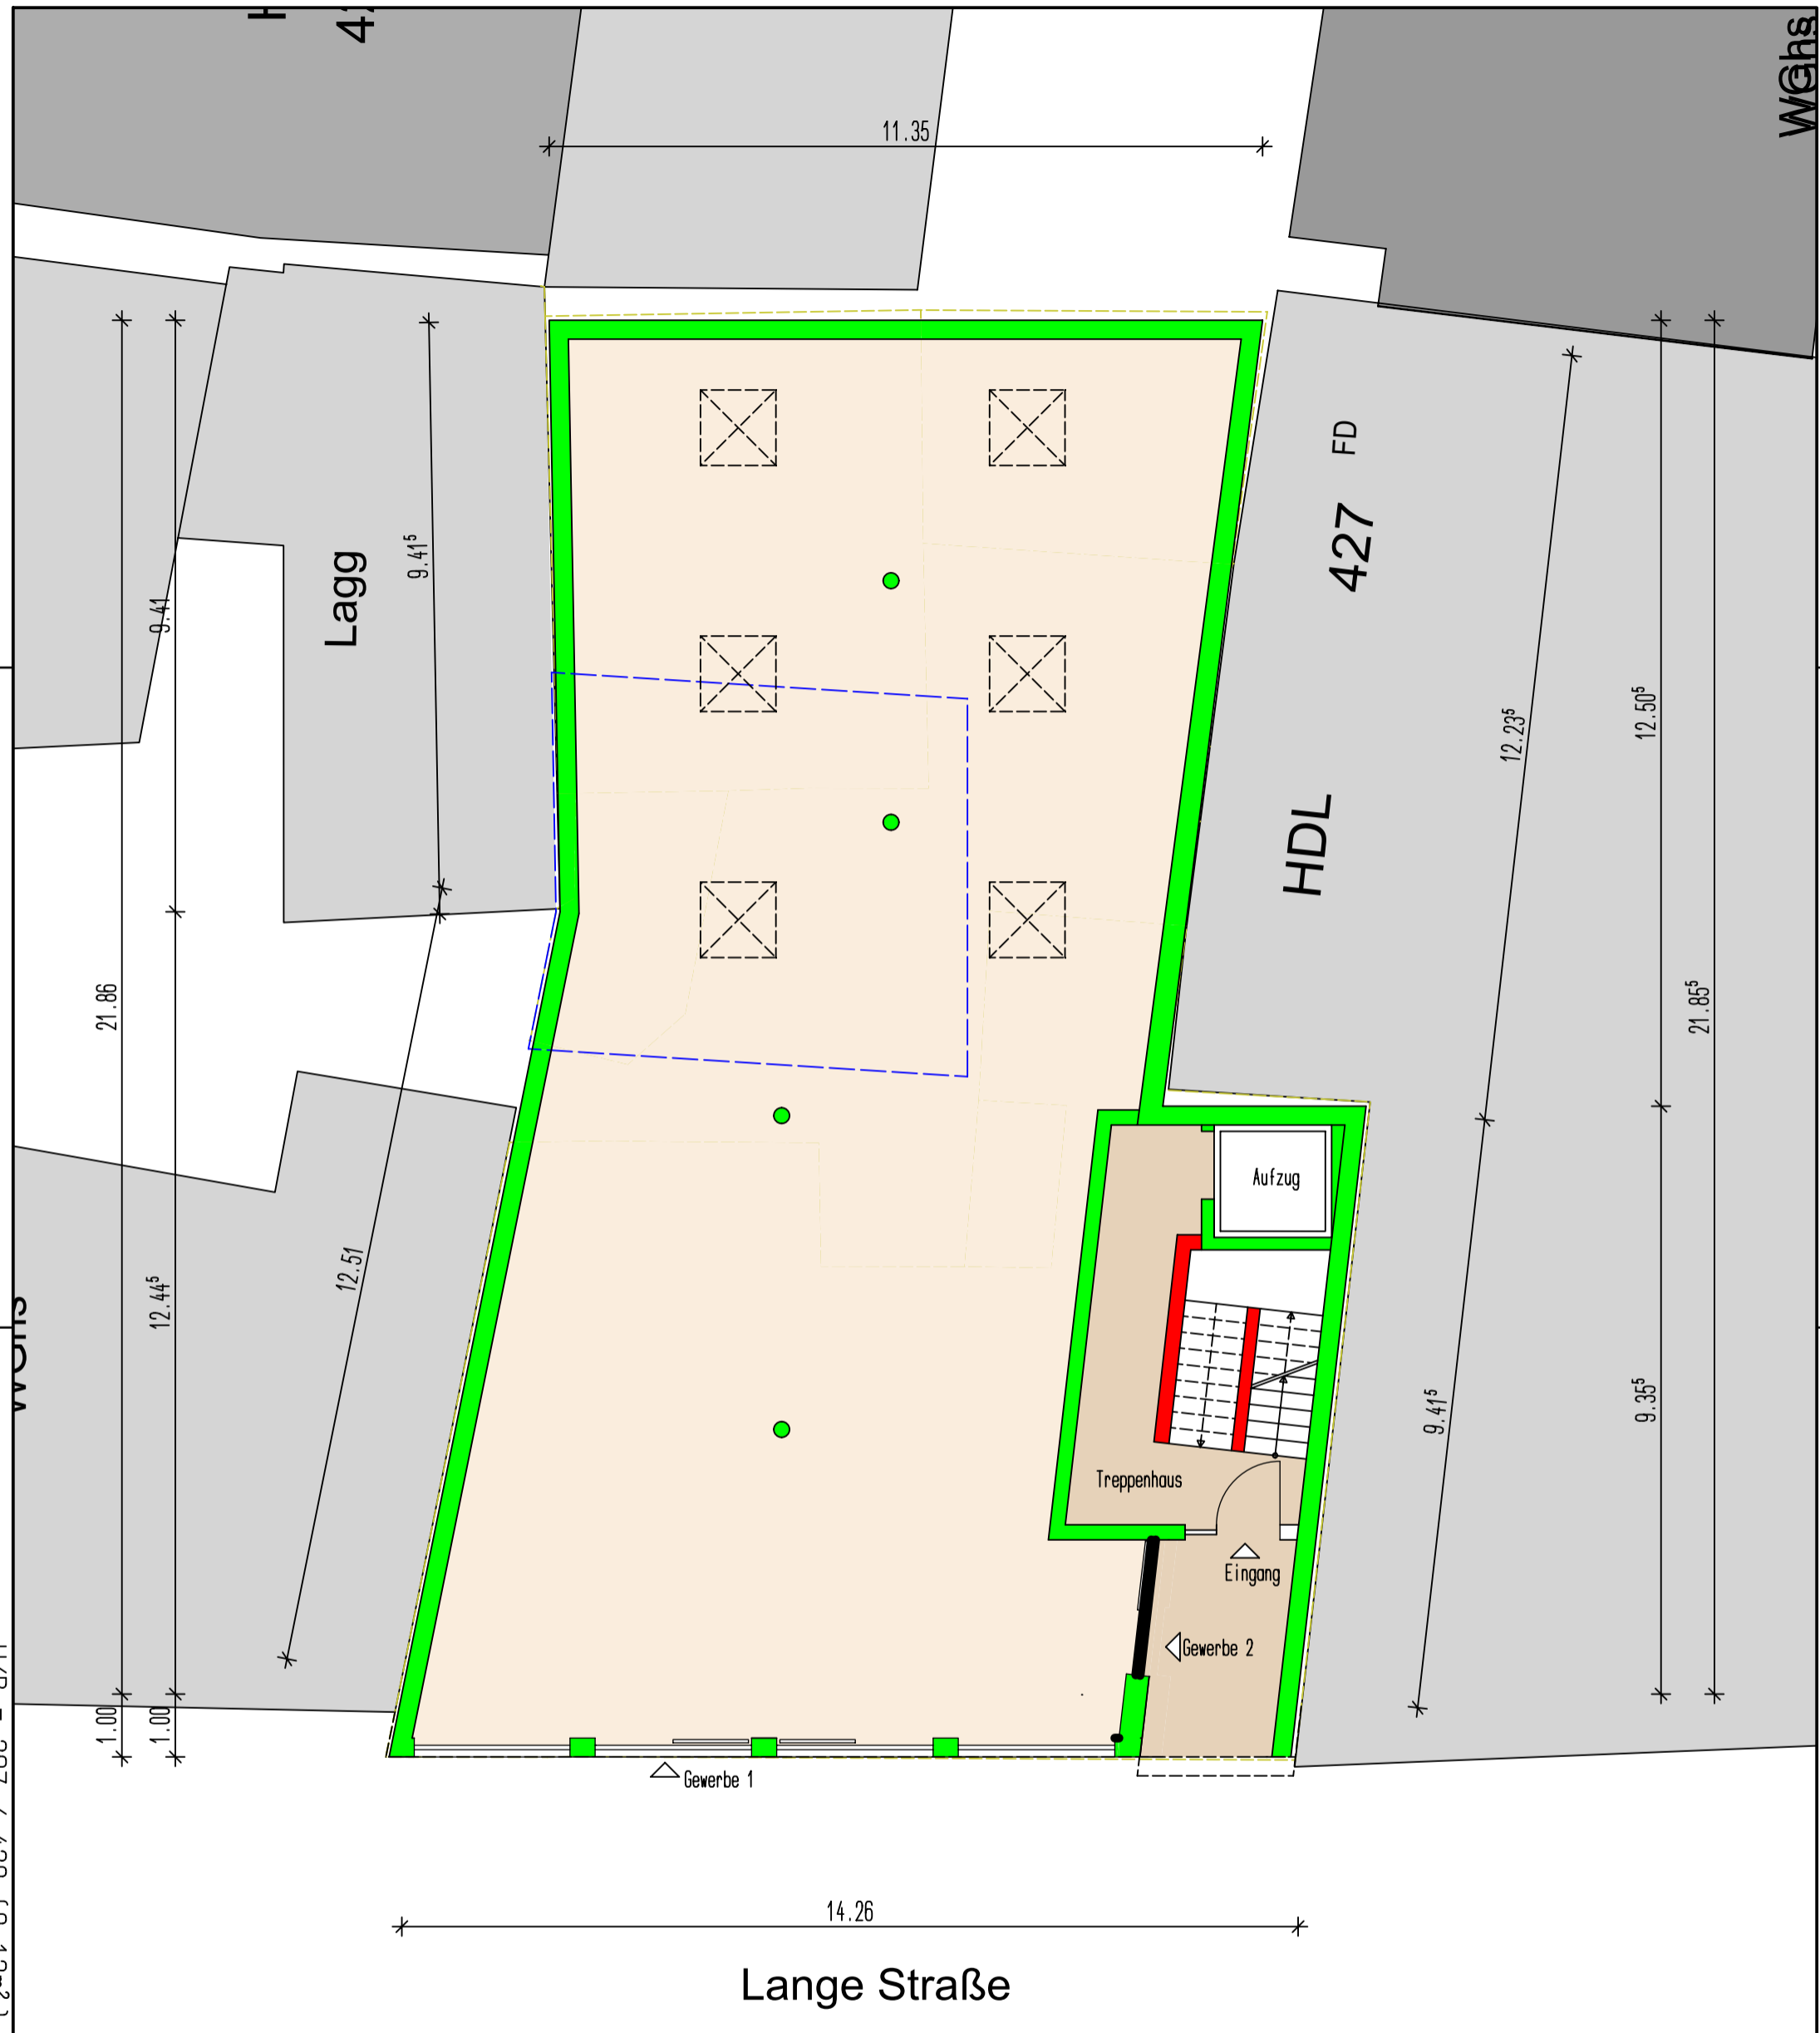 11.35
Lagg
9.41⁵
9.41
21.86
12.44⁵
12.51
1.00
1.00
FD
427
HDL
12.23⁵
12.50⁵
21.85⁵
9.41⁵
9.35⁵
Aufzug
Treppenhaus
Eingang
Gewerbe 2
Gewerbe 1
14.26
Lange Straße